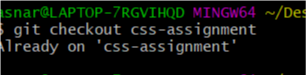 asnar@LAPTOP-7RGVIHQD MINGW64 ~/Des
$ git checkout css-assignment
Already on 'css-assignment'